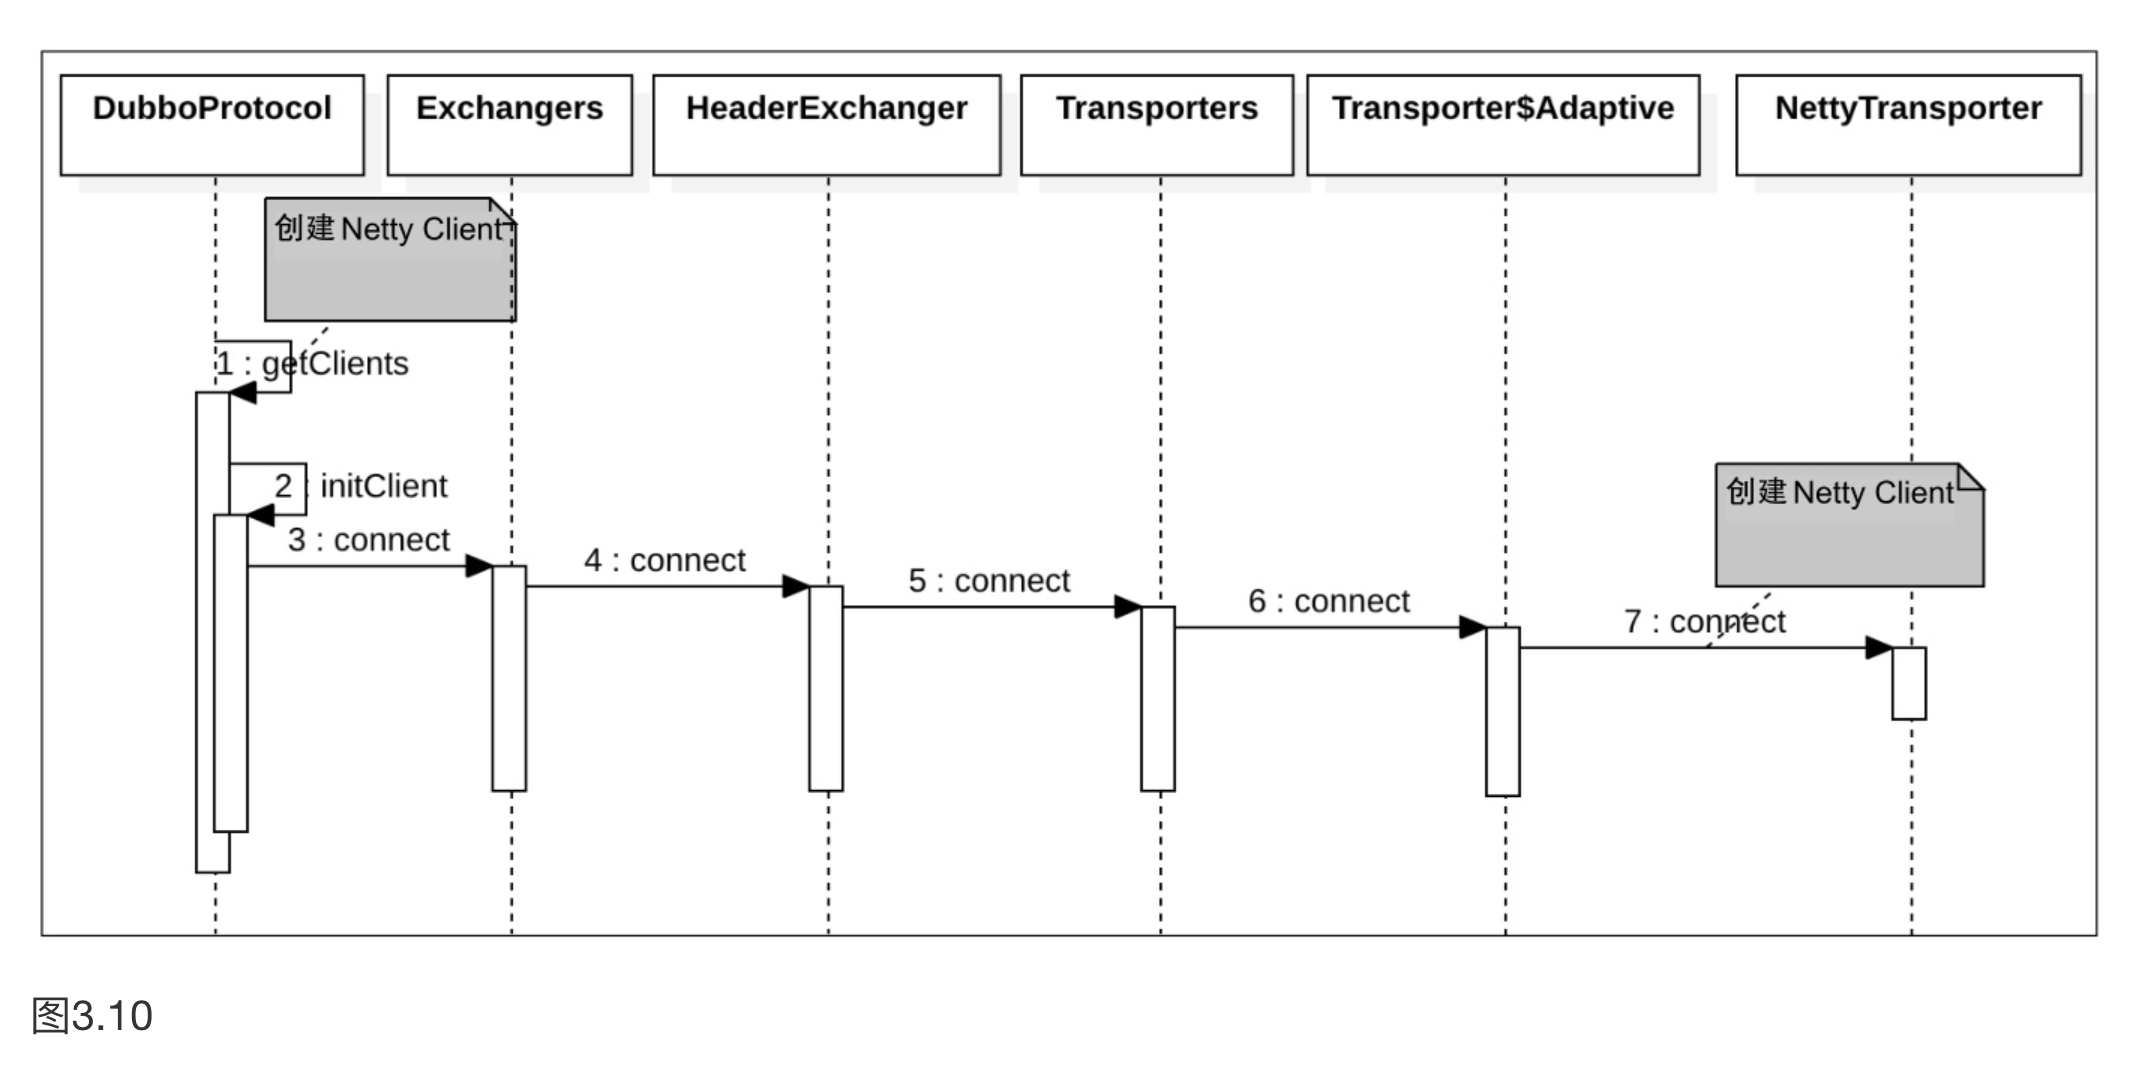 DubboProtocol
Exchangers
HeaderExchanger
Transporters
Transporter$Adaptive
NettyTransporter
创建 Netty Client
1 : getClients
2 : initClient
3 : connect
4 : connect
5 : connect
6 : connect
创建 Netty Client
7 : connect
图3.10